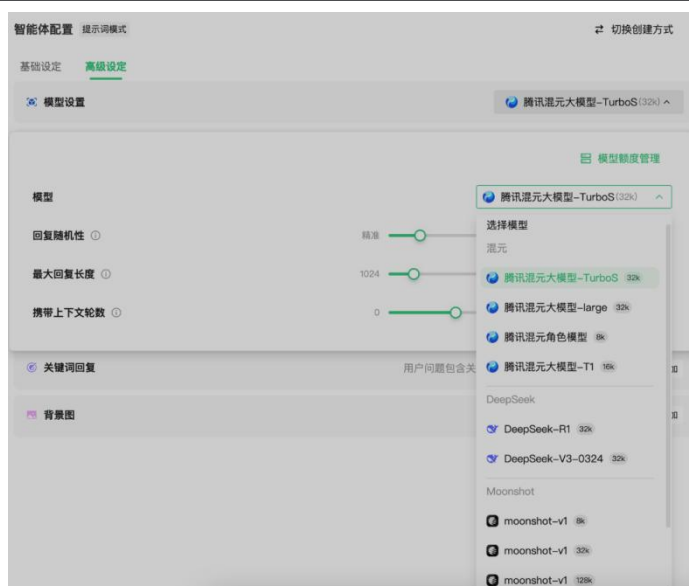 智能体配置 提示词模式 切换创建方式
基础设定 高级设定
模型设置 腾讯混元大模型-TurboS(32k)
模型额度管理
模型 腾讯混元大模型-TurboS(32k)
选择模型
回复随机性 精准
混元
最大回复长度 1024 腾讯混元大模型-TurboS 32k
携带上下文轮数 0 腾讯混元大模型-large 32k
腾讯混元角色模型 8k
关键词回复 用户问题包含关 腾讯混元大模型-T1 16k
DeepSeek
背景图
DeepSeek-R1 32k
DeepSeek-V3-0324 32k
Moonshot
moonshot-v1 8k
moonshot-v1 32k
moonshot-v1 128k